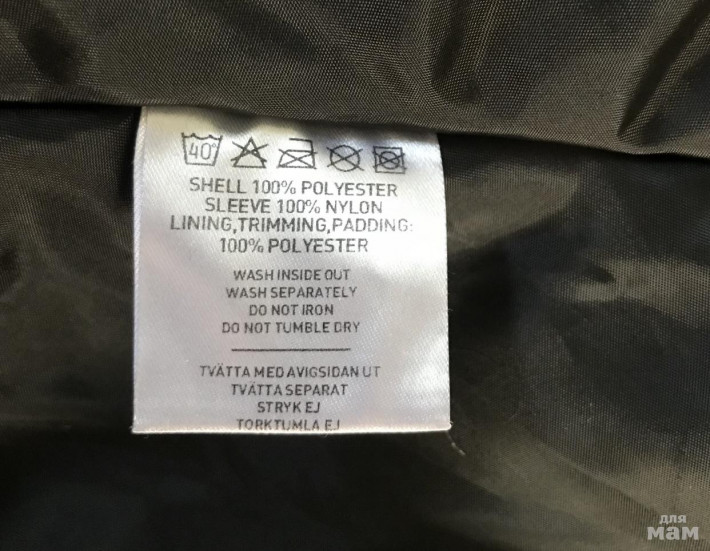 40°
SHELL 100% POLYESTER
SLEEVE 100% NYLON
LINING,TRIMMING,PADDING:
100% POLYESTER
WASH INSIDE OUT
WASH SEPARATELY
DO NOT IRON
DO NOT TUMBLE DRY
TVÄTTA MED AVIGSIDAN UT
TVÄTTA SEPARAT
STRYK EJ
TORKTUMLA EJ
для
мам